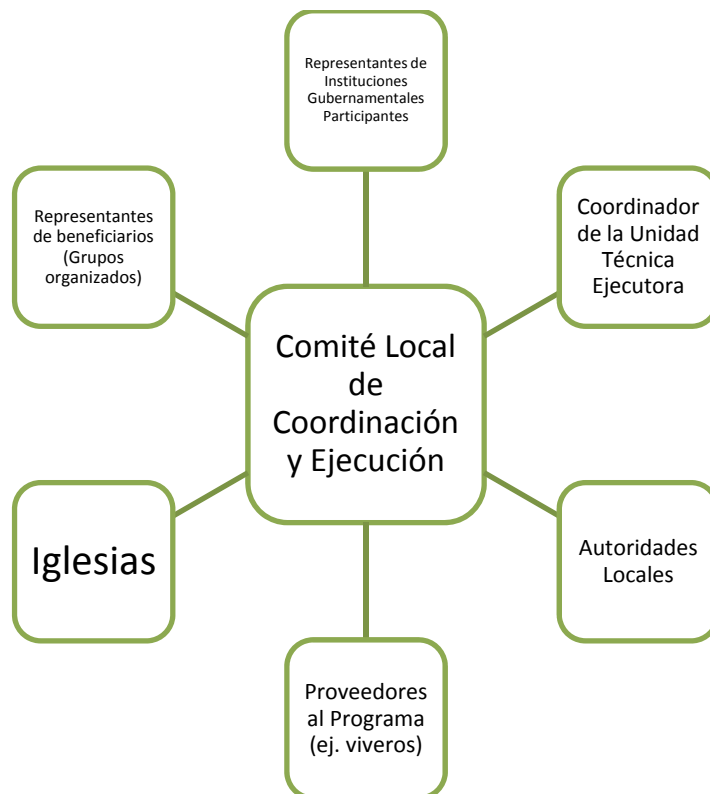 Representantes de
Instituciones
Gubernamentales
Participantes
Representantes
de beneficiarios
(Grupos
organizados)
Coordinador
de la Unidad
Técnica
Ejecutora
Comité Local
de
Coordinación
y Ejecución
Iglesias
Autoridades
Locales
Proveedores
al Programa
(ej. viveros)